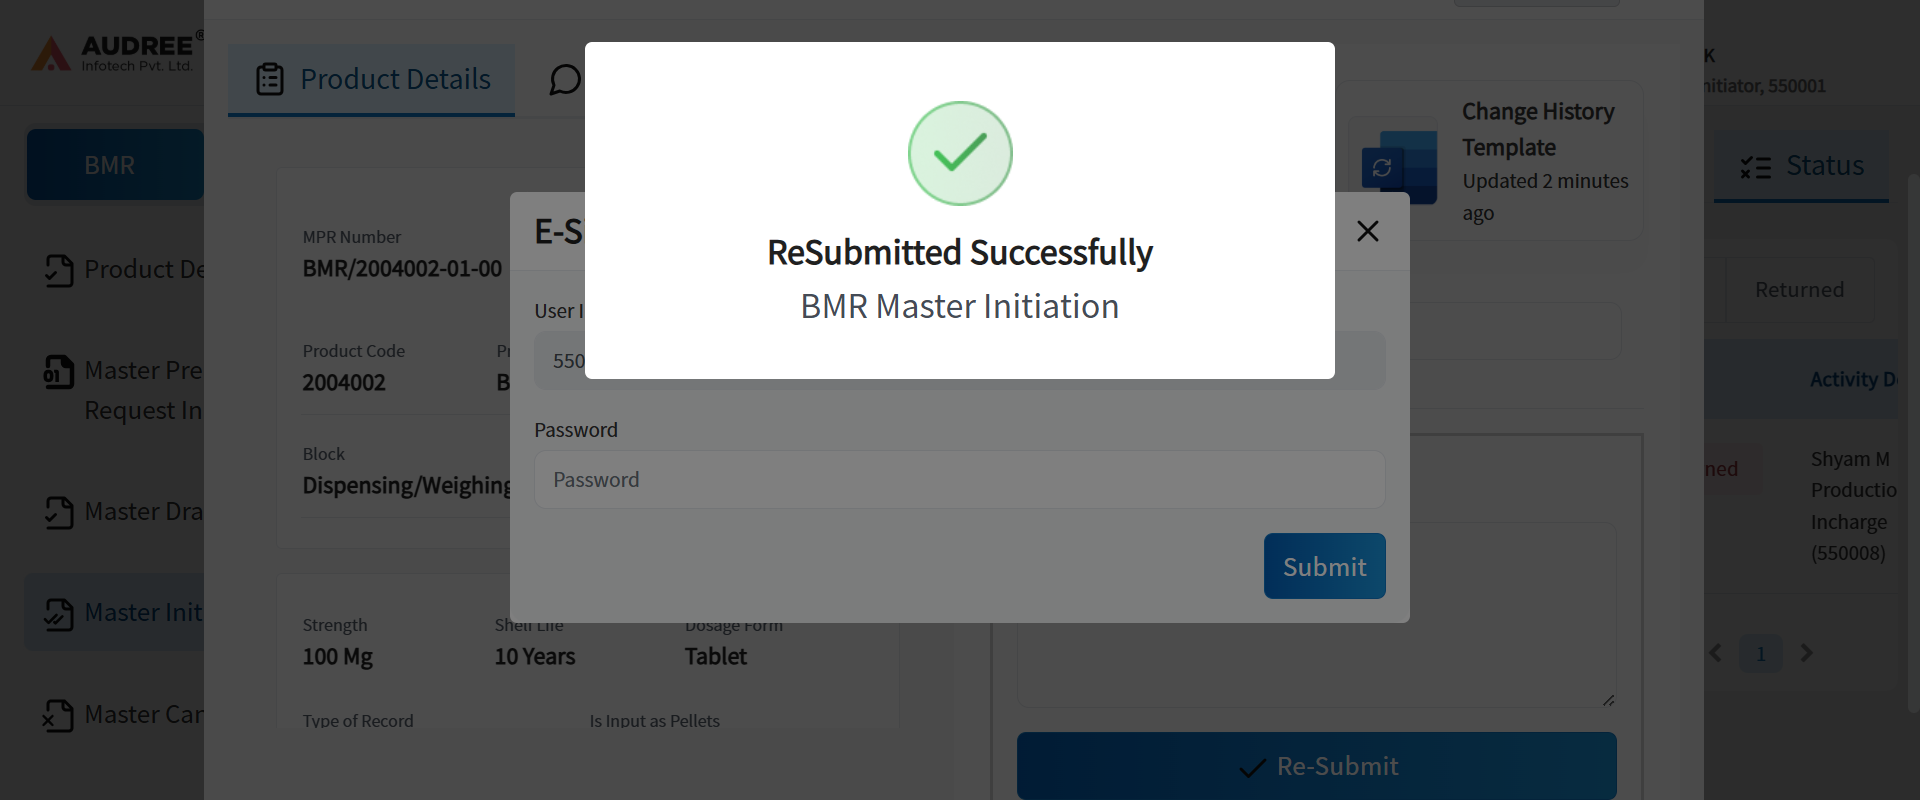 AUDREE®
Infotech Pvt. Ltd.
BMR
Product De
Master Pre
Request In
Master Dra
Master Init
Master Car
Product Details
MPR Number
BMR/2004002-01-00
Product Code
2004002
Block
Dispensing/Weighing
Strength
100 Mg
Shelf Life
10 Years
Dosage Form
Tablet
Type of Record
Is Input as Pellets
ReSubmitted Successfully
BMR Master Initiation
E-S
User I
550
Password
Password
Submit
Change History
Template
Updated 2 minutes
ago
Re-Submit
K
nitiator, 550001
Status
Returned
Activity D
ned
Shyam M
Productio
Incharge
(550008)
1